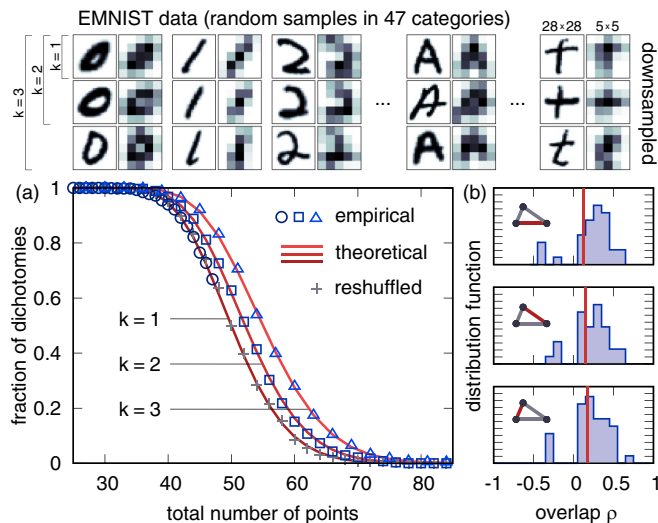 EMNIST data (random samples in 47 categories)
k = 3
k = 2
k = 1
28×28 5×5
... ...
downsampled
(a)
empirical
theoretical
reshuffled
k = 1
k = 2
k = 3
fraction of dichotomies
1
0.8
0.6
0.4
0.2
0
30 40 50 60 70 80
total number of points
(b)
distribution function
-1 -0.5 0 0.5 1
overlap ρ